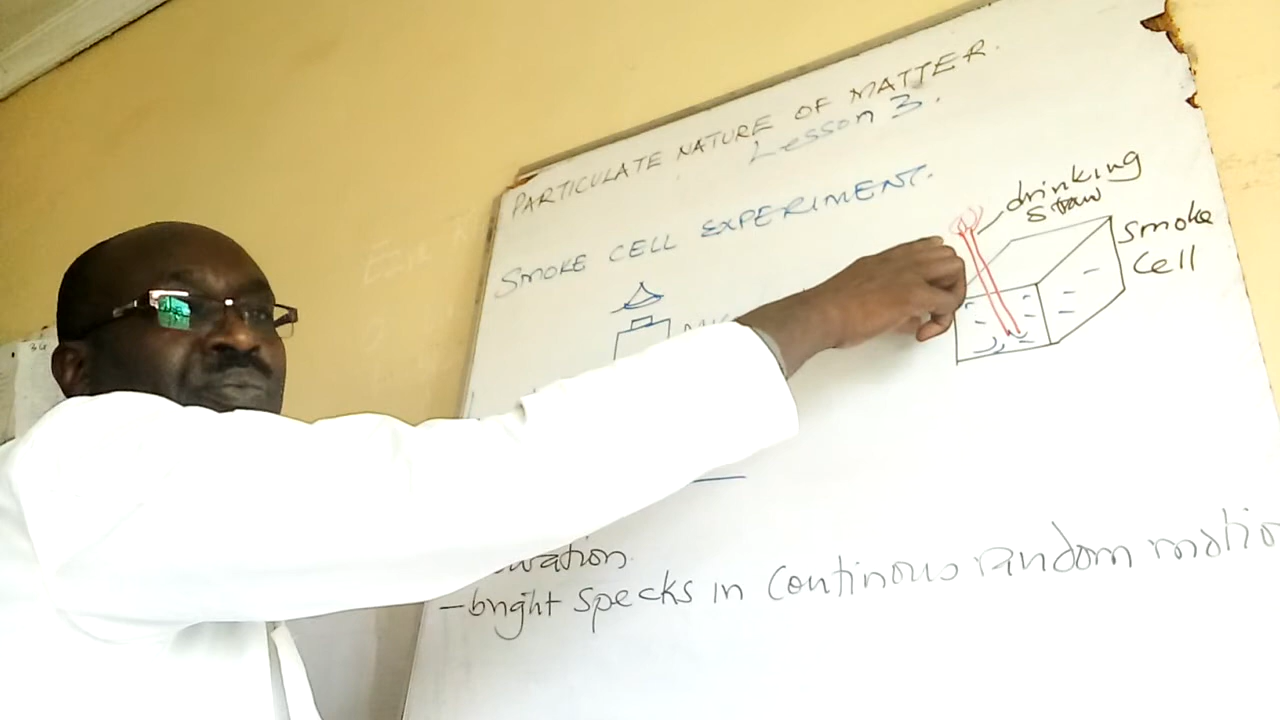 PARTICULATE NATURE OF MATTER.
Lesson 3.
SMOKE CELL EXPERIMENT.
drinking
straw
smoke
cell
-bright specks in continous random motio